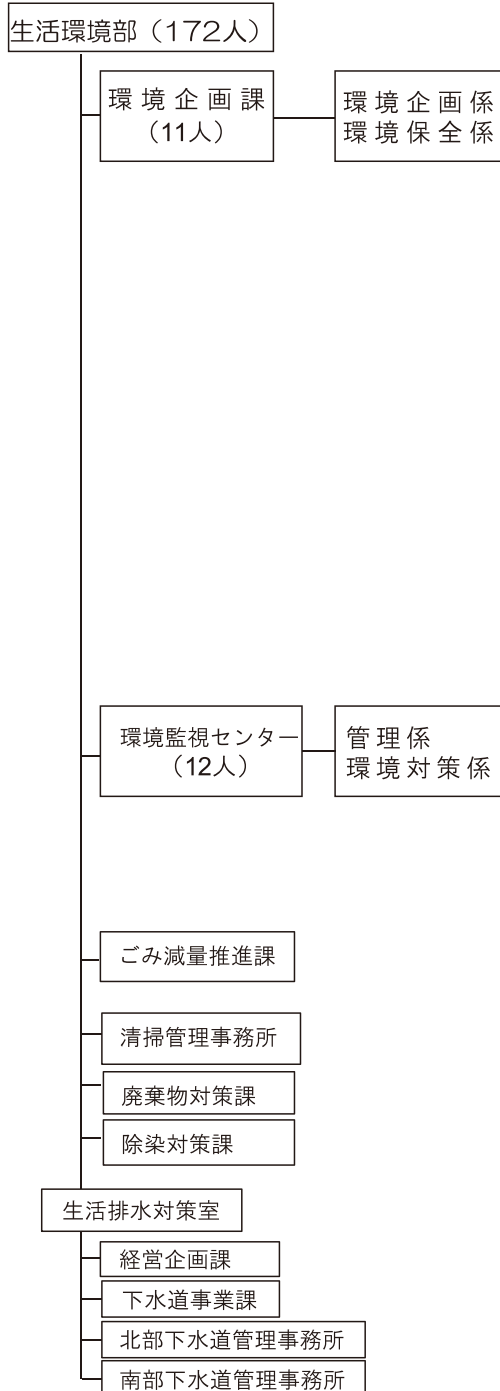 生活環境部（172人）
環境企画課
（11人）
環境企画係
環境保全係
環境監視センター
（12人）
管理係
環境対策係
ごみ減量推進課
清掃管理事務所
廃棄物対策課
除染対策課
生活排水対策室
経営企画課
下水道事業課
北部下水道管理事務所
南部下水道管理事務所